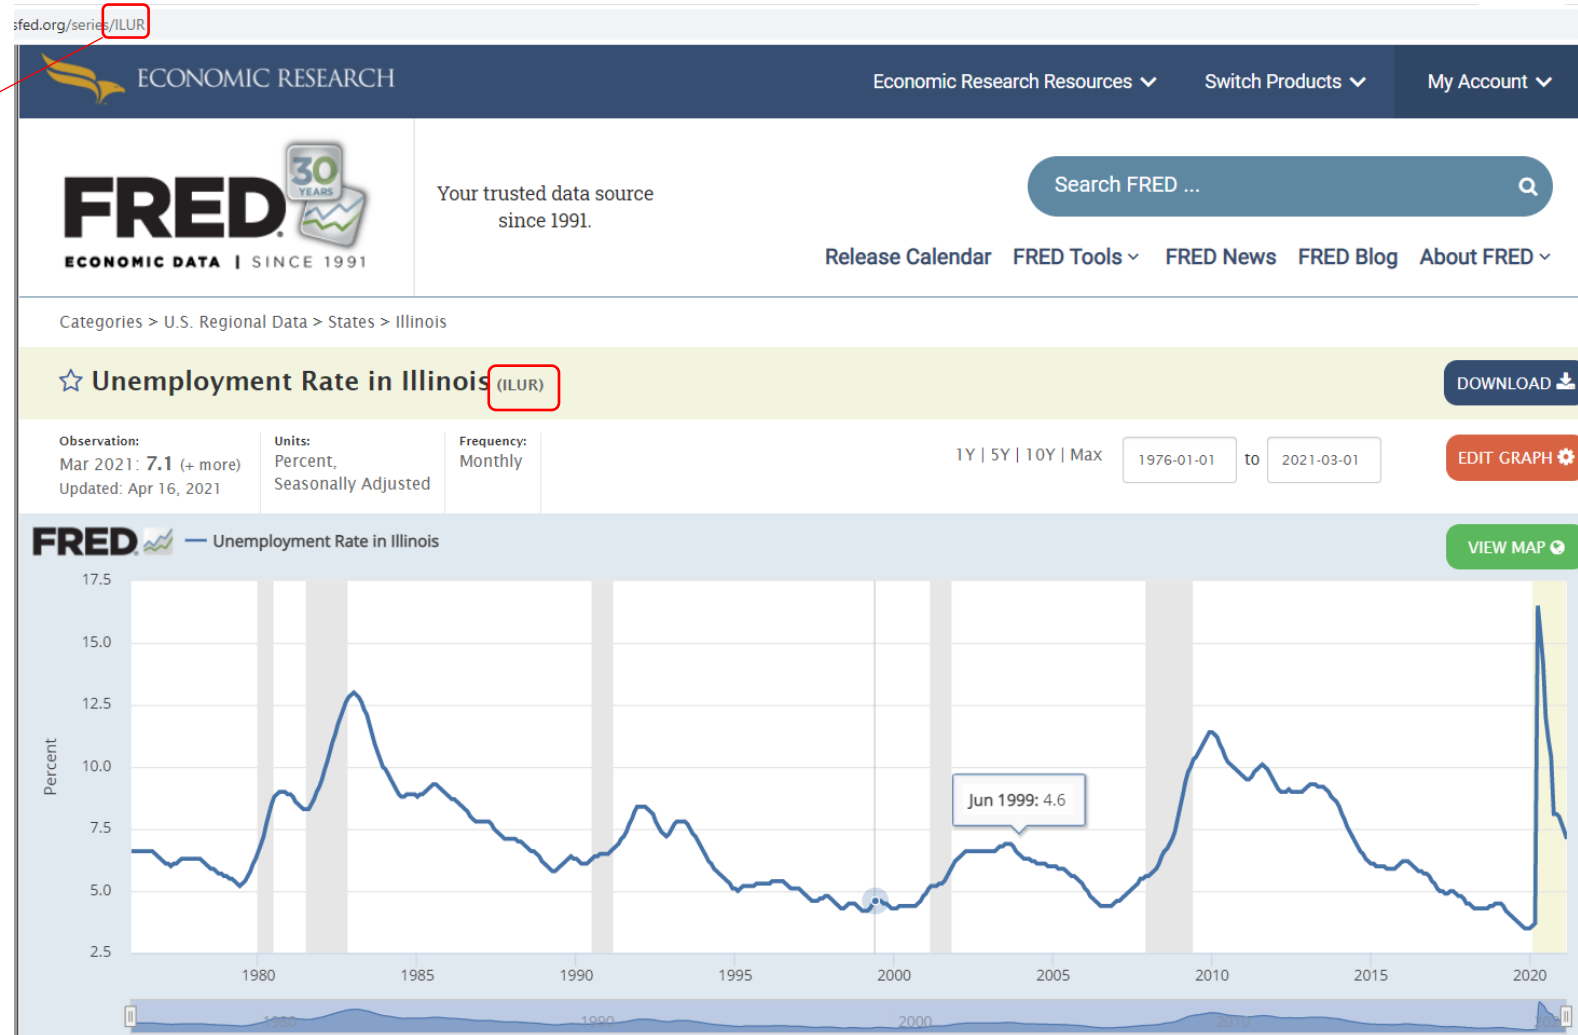 sfed.org/series/ILUR
ECONOMIC RESEARCH
Economic Research Resources
Switch Products
My Account
FRED
30
YEARS
ECONOMIC DATA | SINCE 1991
Your trusted data source
since 1991.
Search FRED ...
Release Calendar FRED Tools FRED News FRED Blog About FRED
Categories > U.S. Regional Data > States > Illinois
Unemployment Rate in Illinois (ILUR)
DOWNLOAD
Observation:
Mar 2021: 7.1 (+ more)
Updated: Apr 16, 2021
Units:
Percent,
Seasonally Adjusted
Frequency:
Monthly
1Y | 5Y | 10Y | Max
1976-01-01 to 2021-03-01
EDIT GRAPH
FRED
Unemployment Rate in Illinois
VIEW MAP
Percent
17.5
15.0
12.5
10.0
7.5
5.0
2.5
Jun 1999: 4.6
1980 1985 1990 1995 2000 2005 2010 2015 2020
1980 1990 2000 2010